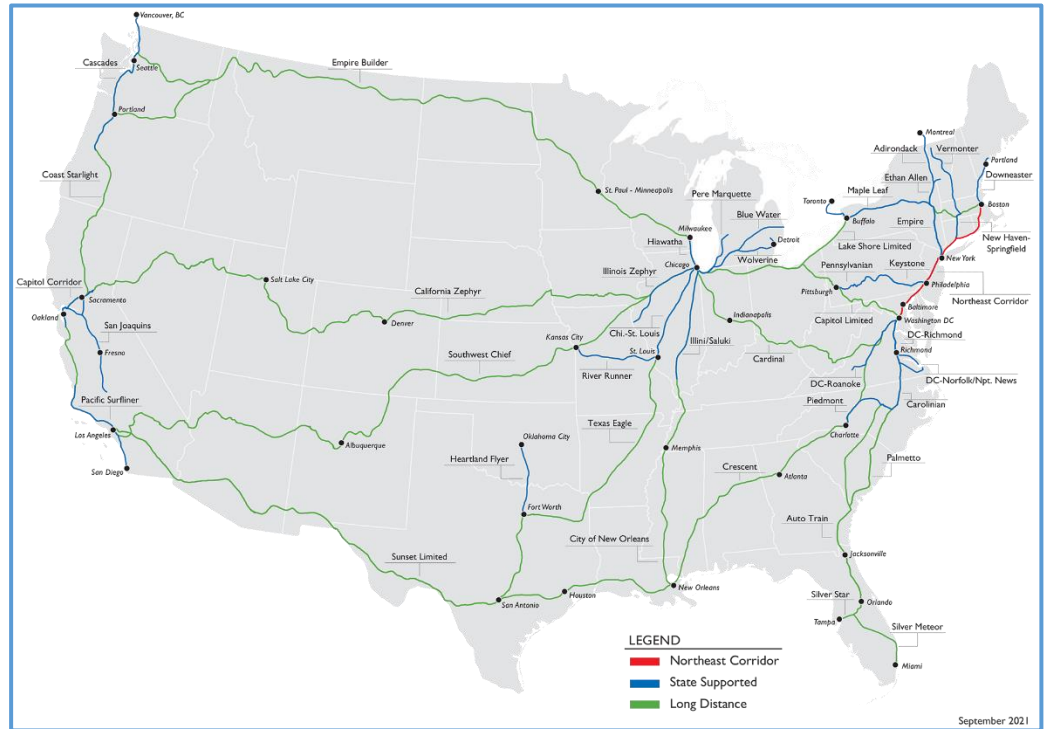 Vancouver, BC
Cascades
Seattle
Empire Builder
Portland
Coast Starlight
St. Paul - Minneapolis
Milwaukee
Hiawatha
Chicago
Pere Marquette
Blue Water
Detroit
Wolverine
Montreal
Adirondack
Vermonter
Portland
Downeaster
Ethan Allen
Maple Leaf
Toronto
Boston
Buffalo
Empire
New Haven-
Springfield
Lake Shore Limited
New York
Pennsylvanian
Keystone
Pittsburgh
Philadelphia
Northeast Corridor
Baltimore
Capitol Limited
Washington DC
DC-Richmond
Richmond
Capitol Corridor
Sacramento
Oakland
San Joaquins
Fresno
Salt Lake City
California Zephyr
Denver
Illinois Zephyr
Chi.-St. Louis
Illini/Saluki
Indianapolis
Cardinal
Kansas City
Southwest Chief
St. Louis
River Runner
DC-Roanoke
DC-Norfolk/Npt. News
Piedmont
Carolinian
Charlotte
Pacific Surfliner
Los Angeles
San Diego
Albuquerque
Oklahoma City
Heartland Flyer
Texas Eagle
Memphis
Crescent
Atlanta
Palmetto
Fort Worth
Auto Train
City of New Orleans
Jacksonville
Sunset Limited
San Antonio
Houston
New Orleans
Silver Star
Orlando
Tampa
Silver Meteor
Miami
LEGEND
Northeast Corridor
State Supported
Long Distance
September 2021